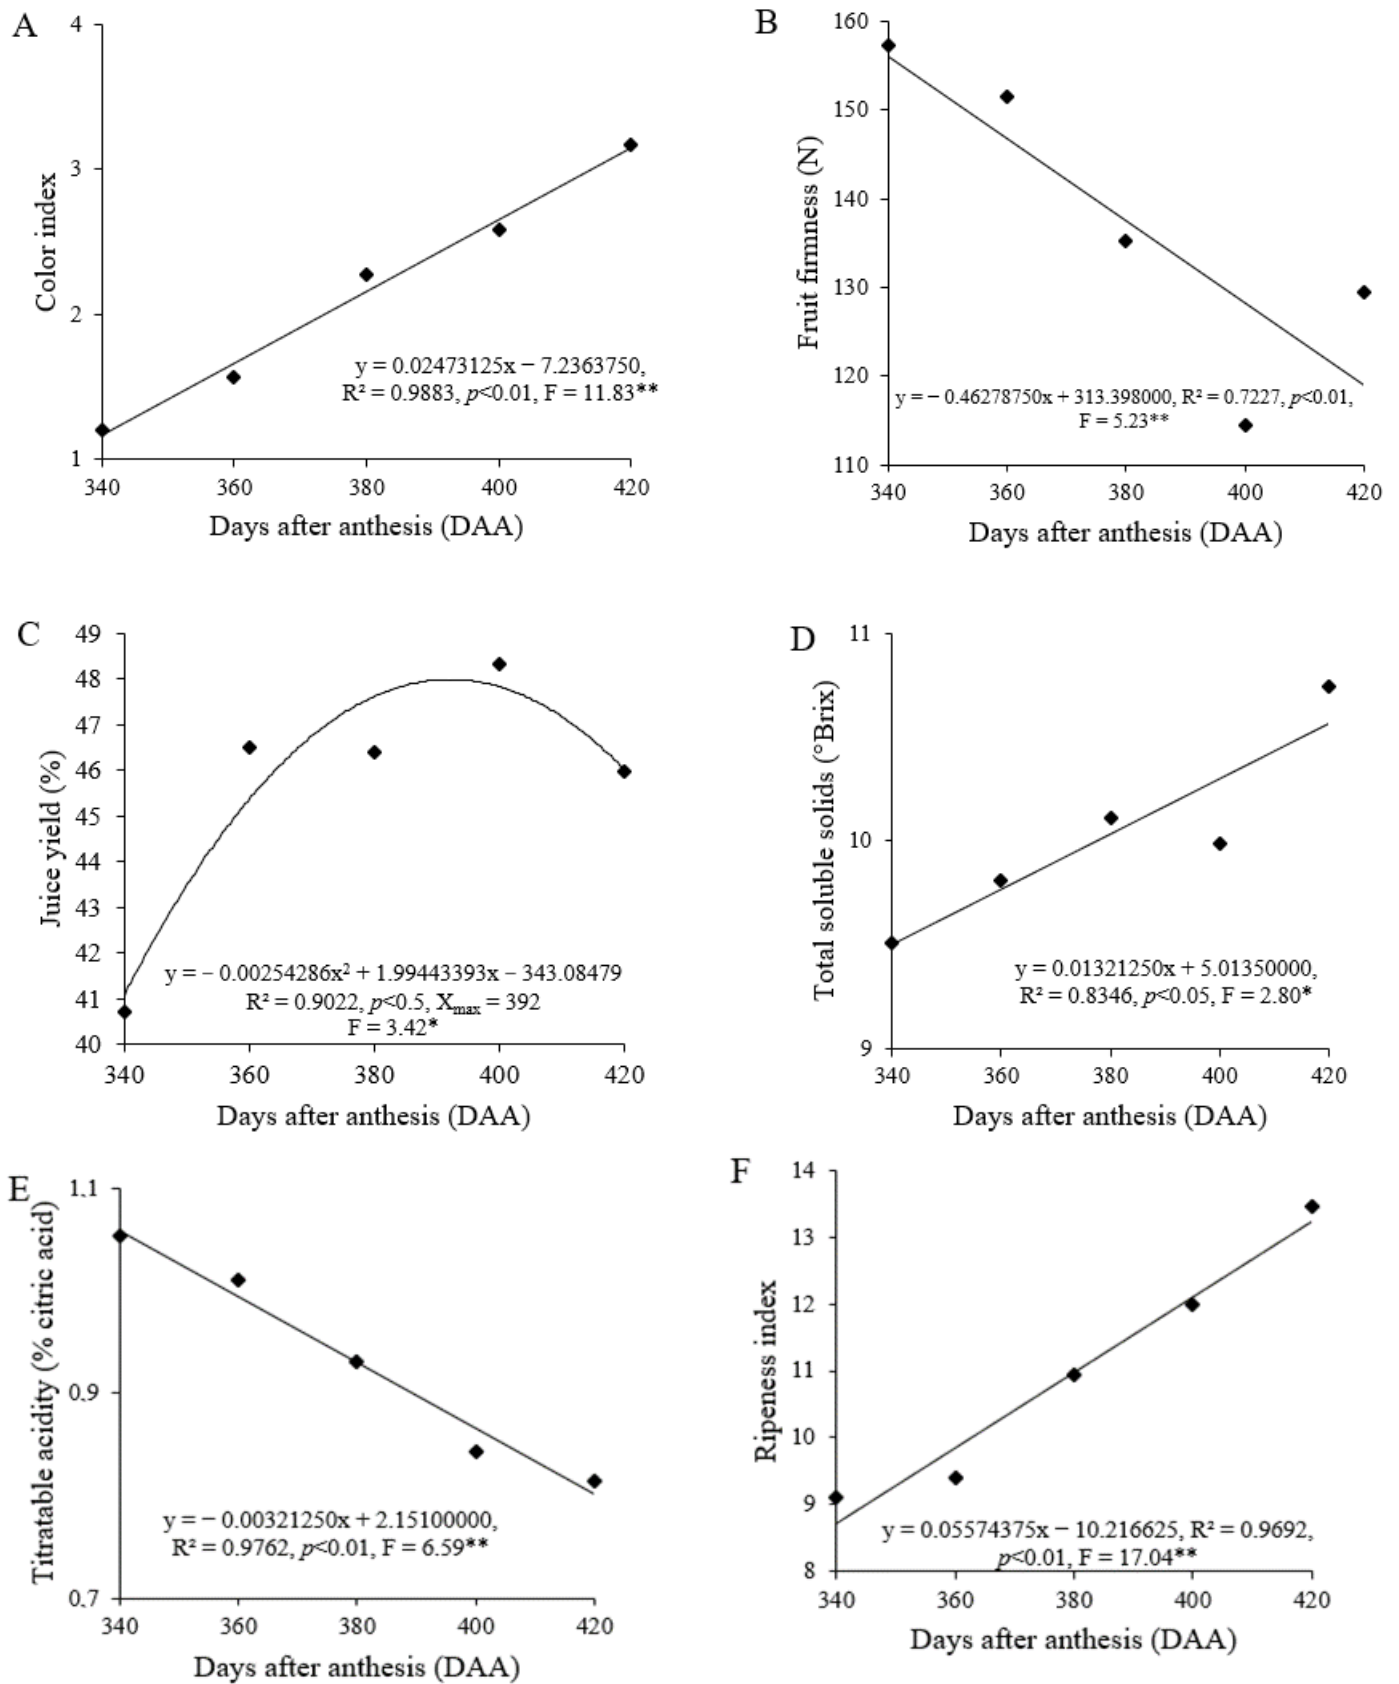 A
4
3
2
1
Color index
y = 0.02473125x − 7.2363750,
R² = 0.9883, p<0.01, F = 11.83**
340 360 380 400 420
Days after anthesis (DAA)
B
160
150
140
130
120
110
Fruit firmness (N)
y = − 0.46278750x + 313.398000, R² = 0.7227, p<0.01,
F = 5.23**
340 360 380 400 420
Days after anthesis (DAA)
C
49
48
47
46
45
44
43
42
41
40
Juice yield (%)
y = − 0.00254286x² + 1.99443393x − 343.08479
R² = 0.9022, p<0.5, Xmax = 392
F = 3.42*
340 360 380 400 420
Days after anthesis (DAA)
D
11
10
9
Total soluble solids (°Brix)
y = 0.01321250x + 5.01350000,
R² = 0.8346, p<0.05, F = 2.80*
340 360 380 400 420
Days after anthesis (DAA)
E
1.1
0.9
0.7
Titratable acidity (% citric acid)
y = − 0.00321250x + 2.15100000,
R² = 0.9762, p<0.01, F = 6.59**
340 360 380 400 420
Days after anthesis (DAA)
F
14
13
12
11
10
9
8
Ripeness index
y = 0.05574375x − 10.216625, R² = 0.9692,
p<0.01, F = 17.04**
340 360 380 400 420
Days after anthesis (DAA)